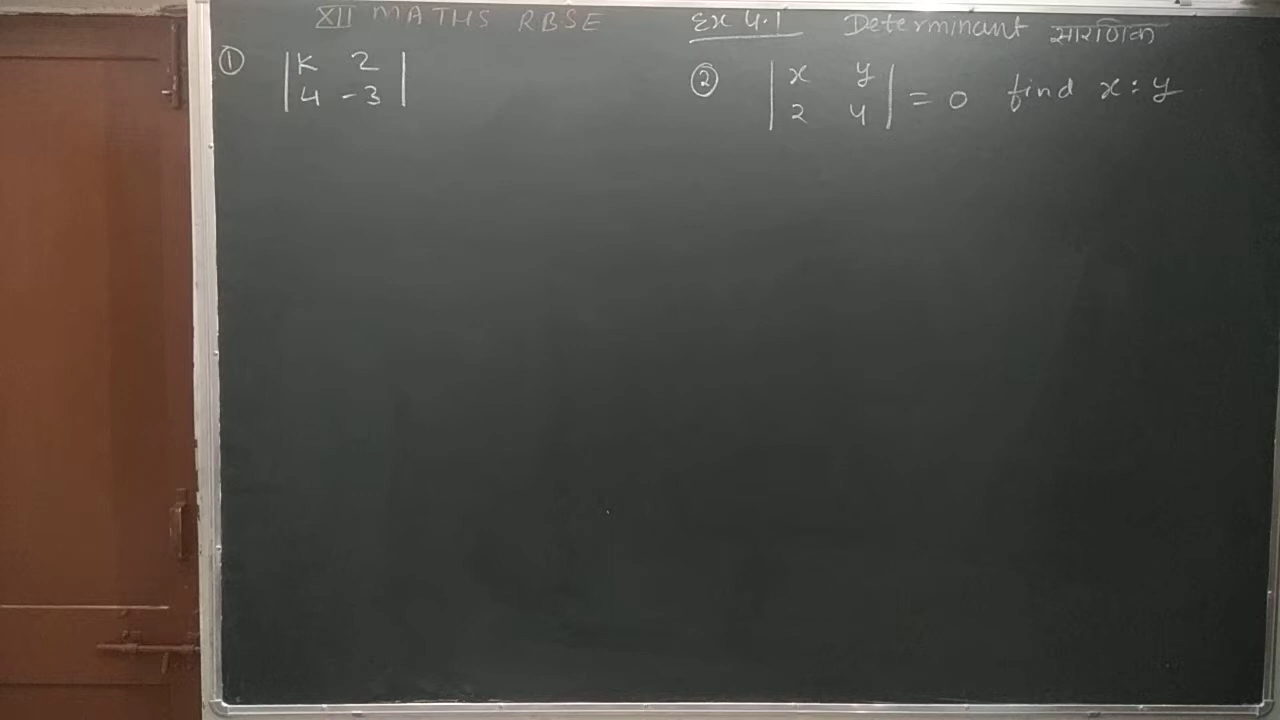 XII MATHS RBSE Ex 4.1 Determinant सारणिक
① |K 2|
|4 -3|
② |x y|
|2 4| = 0 find x : y